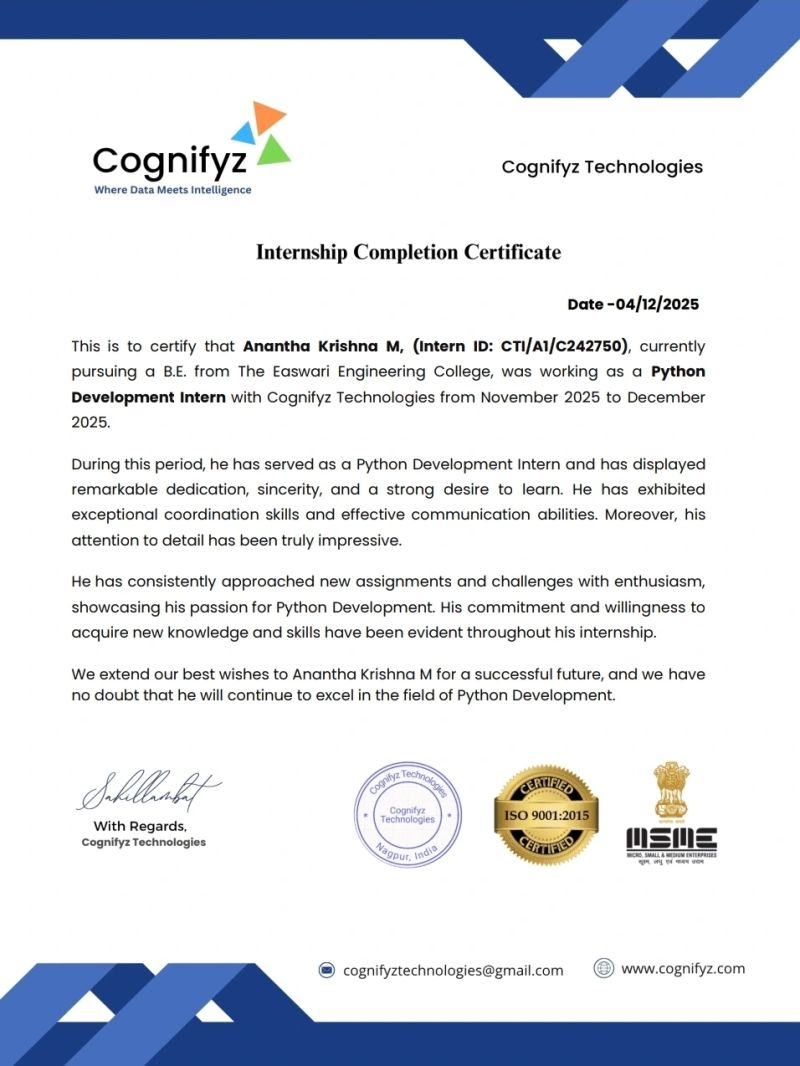 Cognifyz
Where Data Meets Intelligence
Cognifyz Technologies
Internship Completion Certificate
Date -04/12/2025
This is to certify that Anantha Krishna M, (Intern ID: CTI/A1/C242750), currently
pursuing a B.E. from The Easwari Engineering College, was working as a Python
Development Intern with Cognifyz Technologies from November 2025 to December
2025.
During this period, he has served as a Python Development Intern and has displayed
remarkable dedication, sincerity, and a strong desire to learn. He has exhibited
exceptional coordination skills and effective communication abilities. Moreover, his
attention to detail has been truly impressive.
He has consistently approached new assignments and challenges with enthusiasm,
showcasing his passion for Python Development. His commitment and willingness to
acquire new knowledge and skills have been evident throughout his internship.
We extend our best wishes to Anantha Krishna M for a successful future, and we have
no doubt that he will continue to excel in the field of Python Development.
With Regards,
Cognifyz Technologies
Cognifyz Technologies
Cognifyz
Technologies
Nagpur, India
CERTIFIED
ISO 9001:2015
CERTIFIED
MSME
MICRO, SMALL & MEDIUM ENTERPRISES
सूक्ष्म, लघु एवं मध्यम उद्यम
cognifyztechnologies@gmail.com
www.cognifyz.com